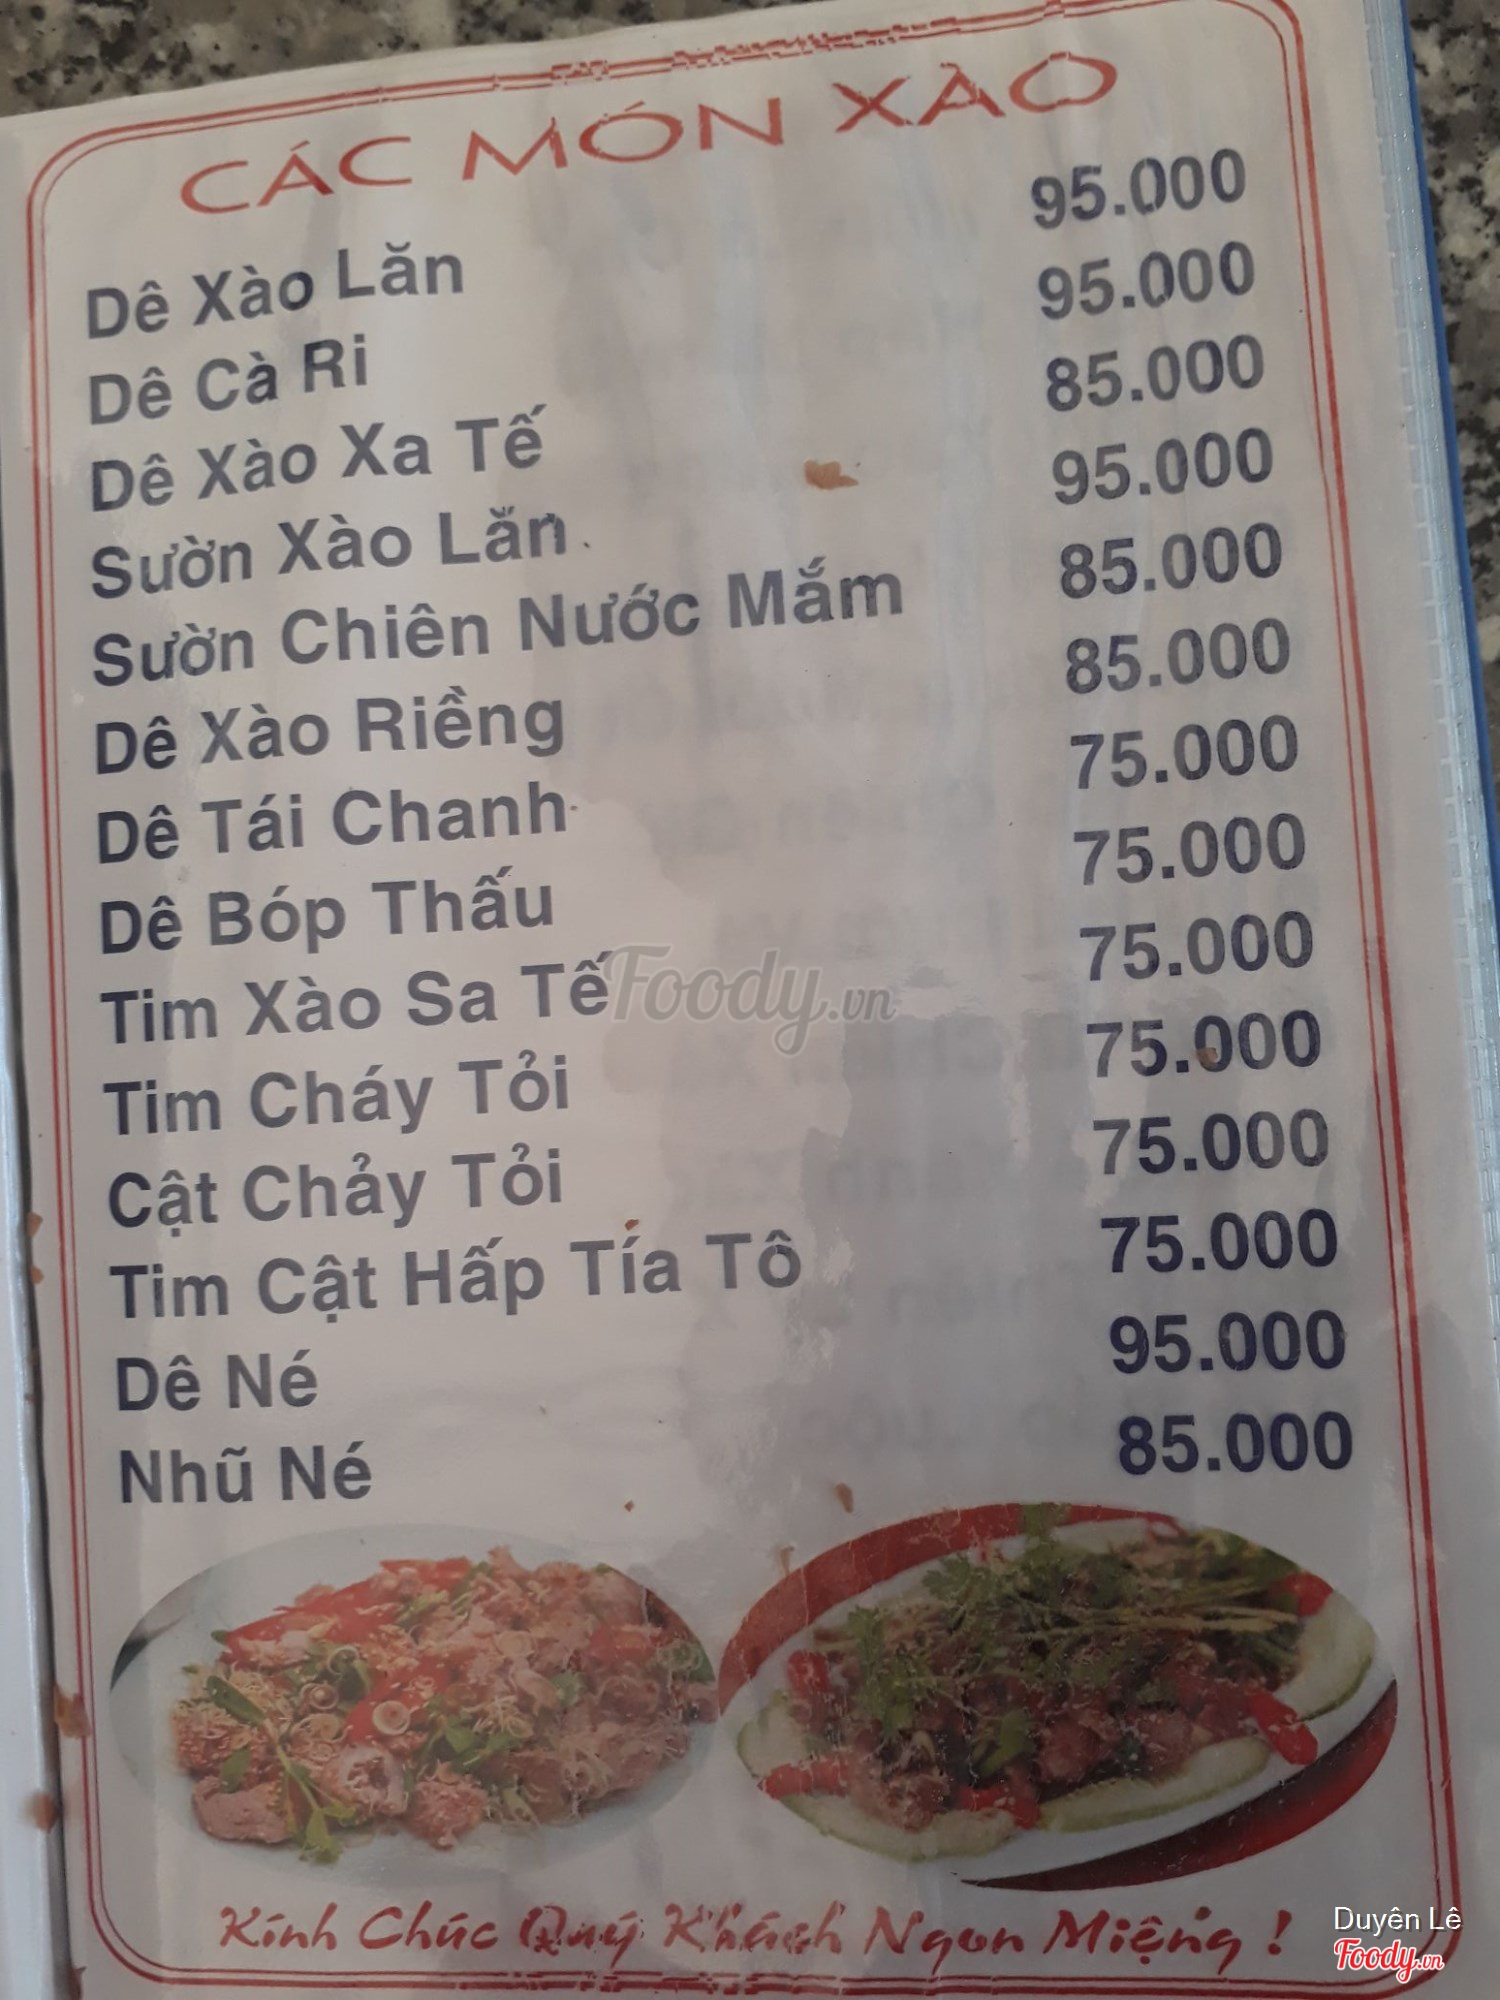 CÁC MÓN XÀO
Dê Xào Lăn 95.000
Dê Cà Ri 95.000
Dê Xào Xa Tế 85.000
Sườn Xào Lăn 95.000
Sườn Chiên Nước Mắm 85.000
Dê Xào Riềng 85.000
Dê Tái Chanh 75.000
Dê Bóp Thấu 75.000
Tim Xào Sa Tế 75.000
Tim Cháy Tỏi 75.000
Cật Chảy Tỏi 75.000
Tim Cật Hấp Tía Tô 75.000
Dê Né 95.000
Nhũ Né 85.000
Foody.vn
Kính Chúc Quý Khách Ngon Miệng !
Duyên Lê
Foody.vn